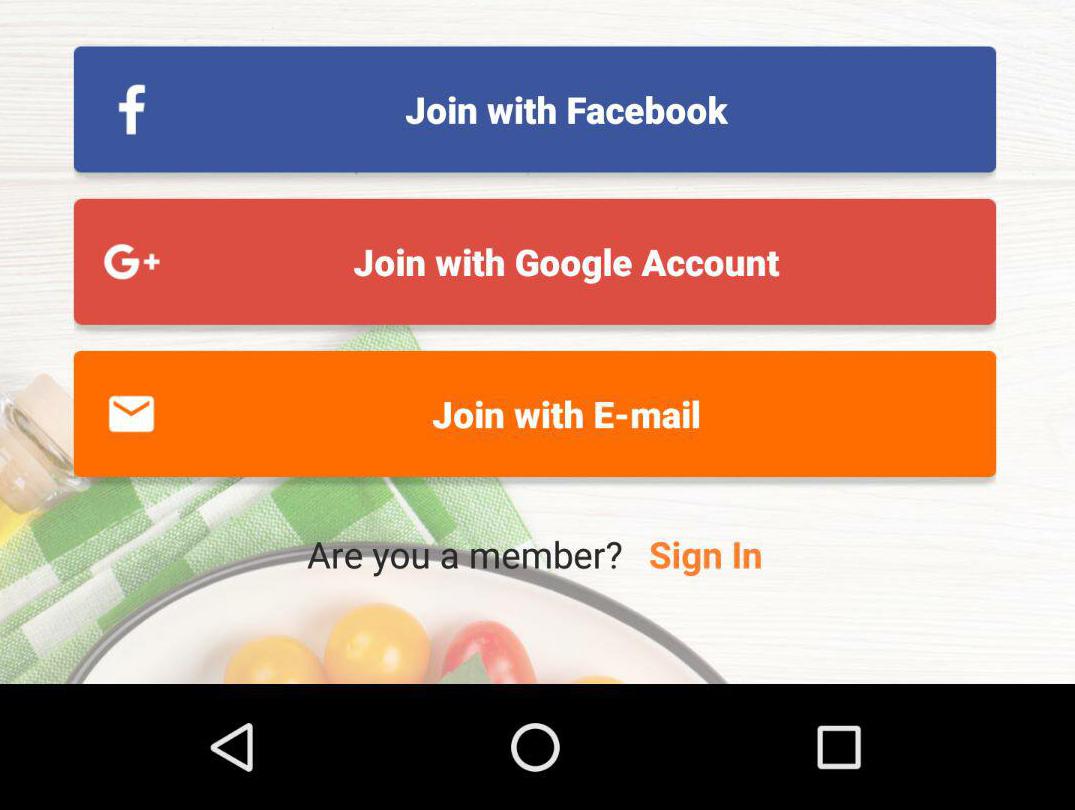 f
Join with Facebook
G+
Join with Google Account
Join with E-mail
Are you a member? Sign In